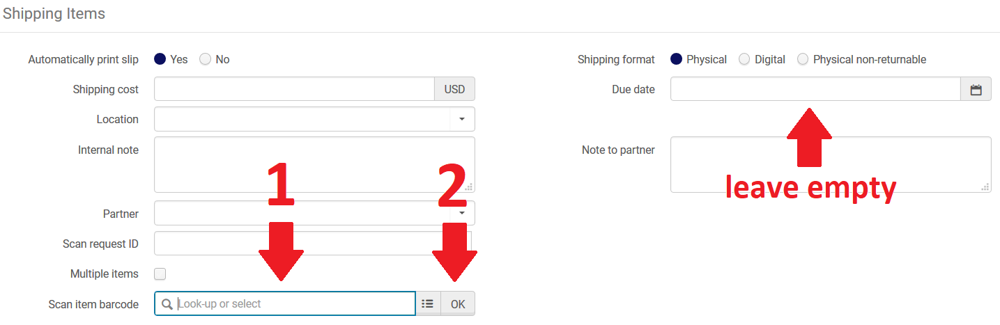 Shipping Items
Automatically print slip Yes No
Shipping format Physical Digital Physical non-returnable
Shipping cost USD
Due date
Location
Internal note
Note to partner
1 2
leave empty
Partner
Scan request ID
Multiple items
Scan item barcode Look-up or select OK